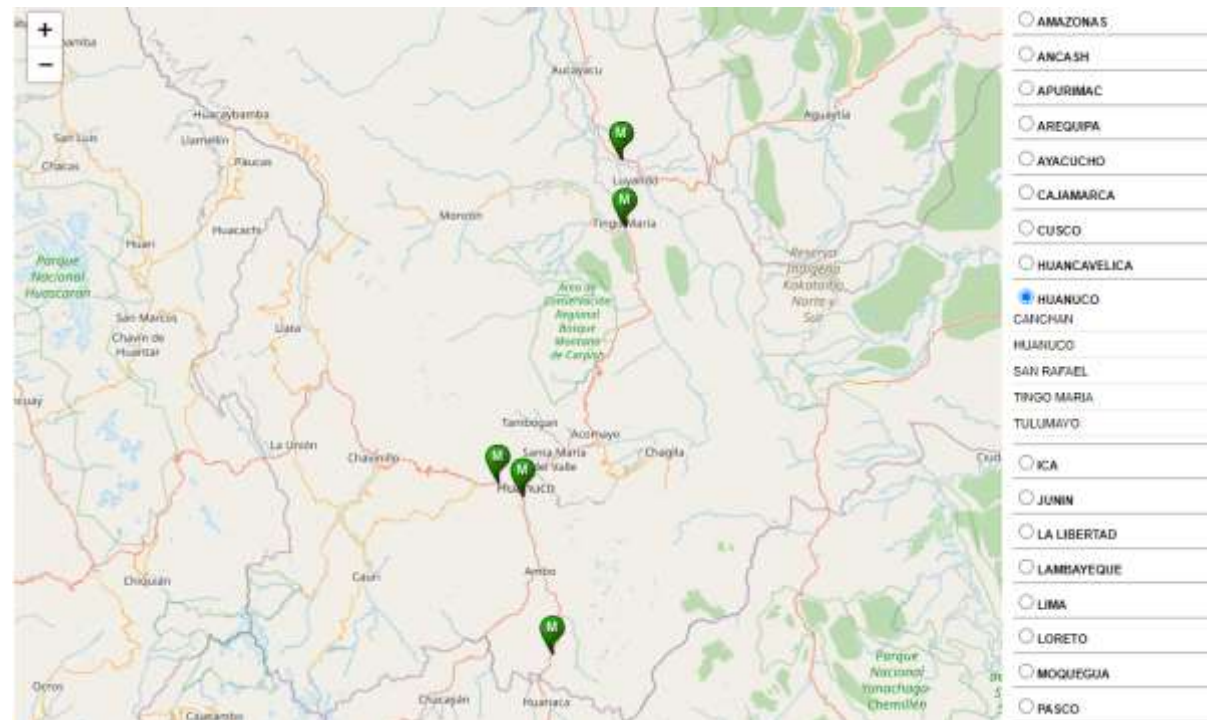 +
−
Aucayacu
Huacaybamba
Aguaytía
M
San Luis
Llamellín
Chacas
Paucas
Luyando
M
Monzón
Tingo María
Huari
Huacachi
Parque
Nacional
Huascarán
Reserva
Indígena
Kakataibo
Norte y
Sur
Área de
Conservación
Regional
Bosque
Montano
de Carpish
San Marcos
Chavín de
Huantar
Llata
Tambogan
Acomayo
La Unión
Chavinillo
M
M
Santa María
del Valle
Chaglla
HUANUCO
Ambo
Chiquián
Cauri
M
Ocros
Chacayán
Huariaca
Cajatambo
Parque
Nacional
Yanachaga-
Chemillén
AMAZONAS
ANCASH
APURIMAC
AREQUIPA
AYACUCHO
CAJAMARCA
CUSCO
HUANCAVELICA
HUANUCO
CANCHAN
HUANUCO
SAN RAFAEL
TINGO MARIA
TULUMAYO
ICA
JUNIN
LA LIBERTAD
LAMBAYEQUE
LIMA
LORETO
MOQUEGUA
PASCO